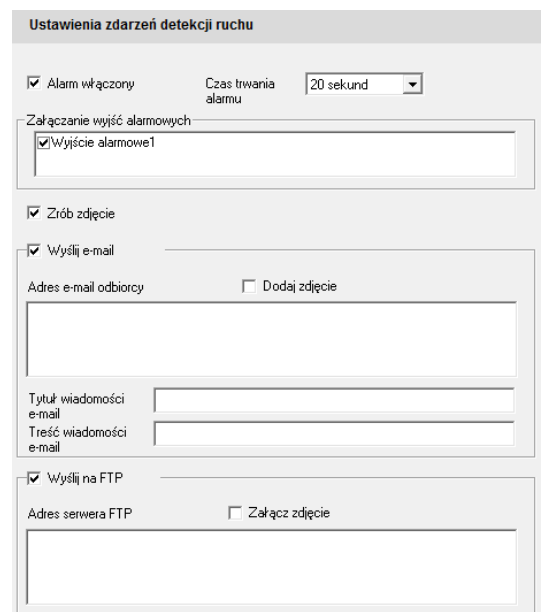 Ustawienia zdarzeń detekcji ruchu
Alarm włączony
Czas trwania
alarmu
20 sekund
Załączanie wyjść alarmowych
Wyjście alarmowe1
Zrób zdjęcie
Wyślij e-mail
Adres e-mail odbiorcy
Dodaj zdjęcie
Tytuł wiadomości
e-mail
Treść wiadomości
e-mail
Wyślij na FTP
Adres serwera FTP
Załącz zdjęcie